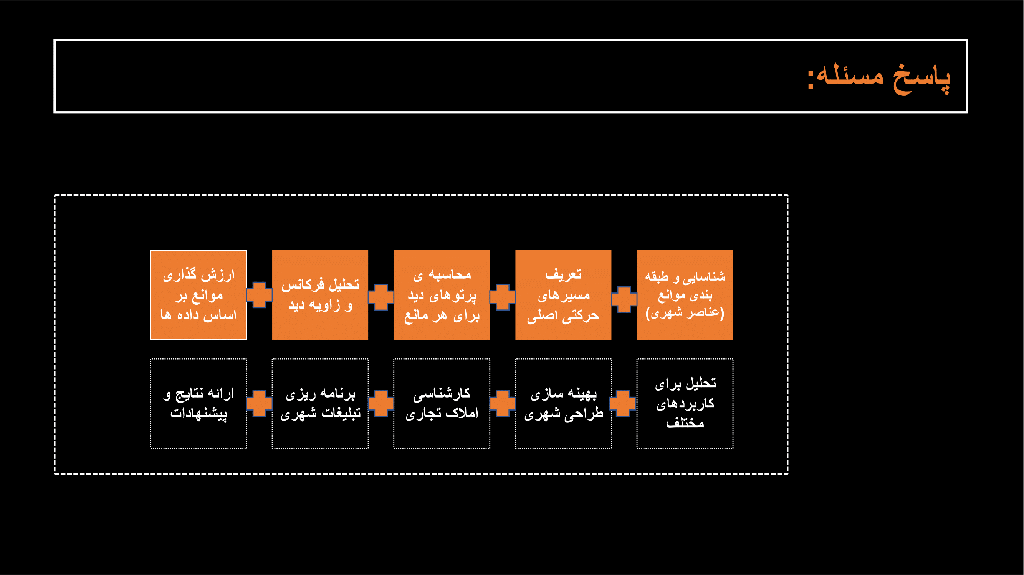 پاسخ مسئله:
شناسایی و طبقه
بندی موانع
(عناصر شهری)
تعریف
مسیرهای
حرکتی اصلی
محاسبه ی
پرتوهای دید
برای هر مانع
تحلیل فرکانس
و زاویه دید
ارزش گذاری
موانع بر
اساس داده ها
تحلیل برای
کاربردهای
مختلف
بهینه سازی
طراحی شهری
کارشناسی
املاک تجاری
برنامه ریزی
تبلیغات شهری
ارائه نتایج و
پیشنهادات